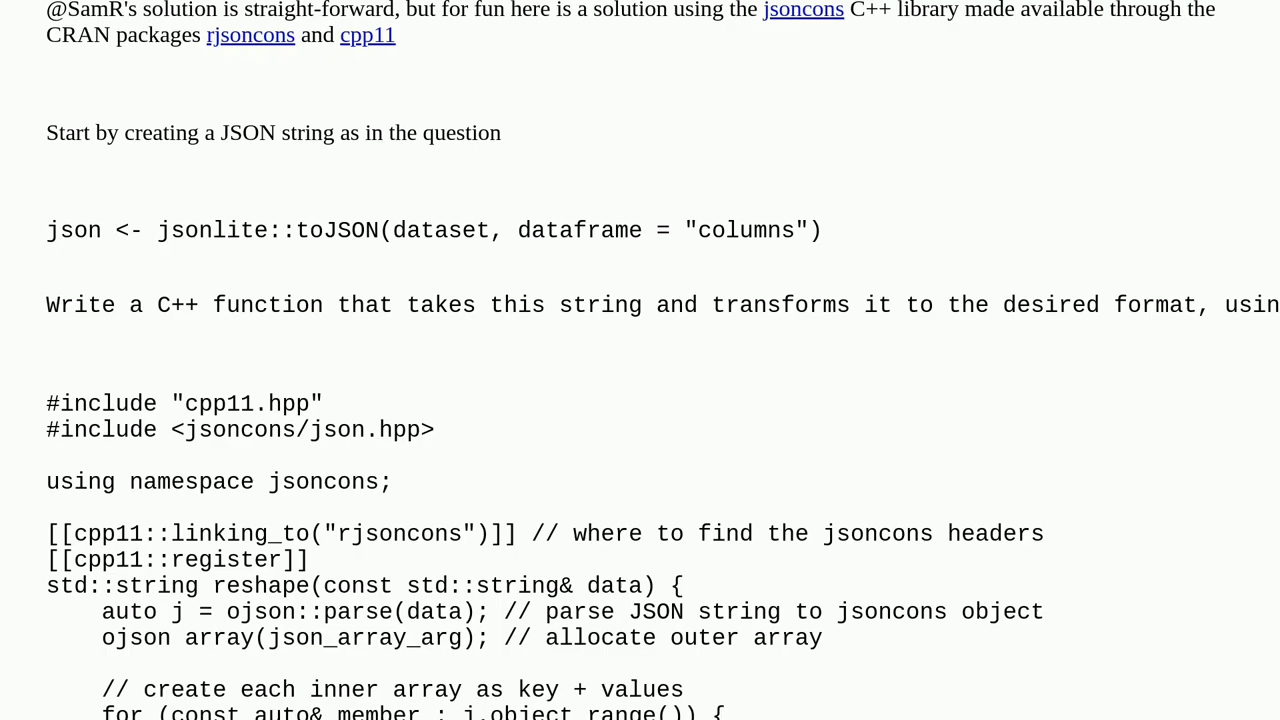 @SamR's solution is straight-forward, but for fun here is a solution using the jsoncons C++ library made available through the
CRAN packages rjsoncons and cpp11
Start by creating a JSON string as in the question
json <- jsonlite::toJSON(dataset, dataframe = "columns")
Write a C++ function that takes this string and transforms it to the desired format, usin
#include "cpp11.hpp"
#include <jsoncons/json.hpp>
using namespace jsoncons;
[[cpp11::linking_to("rjsoncons")]] // where to find the jsoncons headers
[[cpp11::register]]
std::string reshape(const std::string& data) {
    auto j = ojson::parse(data); // parse JSON string to jsoncons object
    ojson array(json_array_arg); // allocate outer array
    // create each inner array as key + values
    for (const auto& member : j.object_range()) {